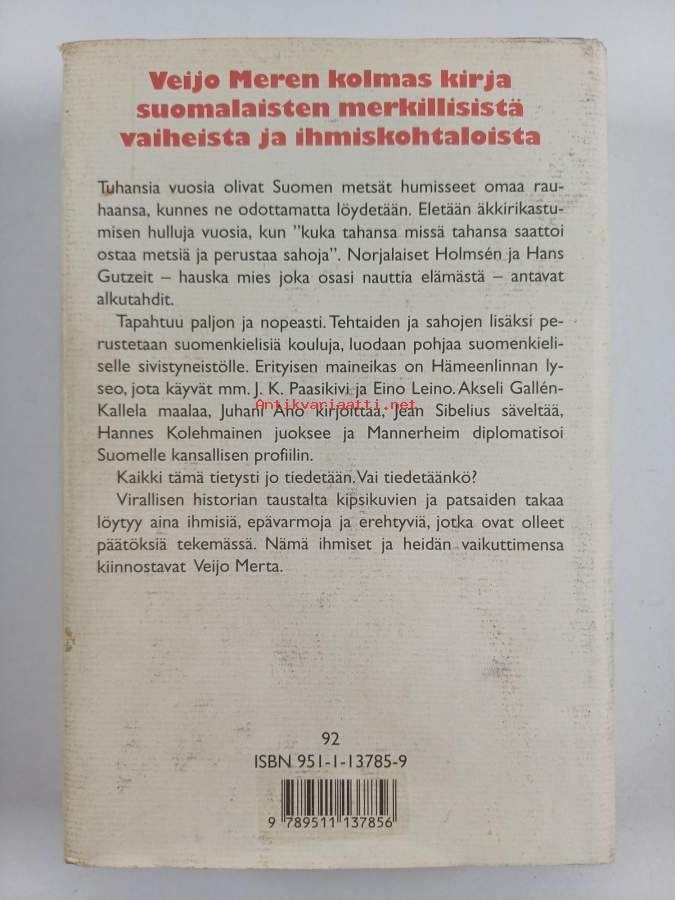 Veijo Meren kolmas kirja
suomalaisten merkillisistä
vaiheista ja ihmiskohtaloista
Tuhansia vuosia olivat Suomen metsät humisseet omaa rau-
haansa, kunnes ne odottamatta löydetään. Eletään äkkirikastu-
misen hulluja vuosia, kun ”kuka tahansa missä tahansa saattoi
ostaa metsiä ja perustaa sahoja”. Norjalaiset Holmsén ja Hans
Gutzeit – hauska mies joka osasi nauttia elämästä – antavat
alkutahdit.
Tapahtuu paljon ja nopeasti. Tehtaiden ja sahojen lisäksi pe-
rustetaan suomenkielisiä kouluja, luodaan pohjaa suomenkieli-
selle sivistyneistölle. Erityisen maineikas on Hämeenlinnan ly-
seo, jota käyvät mm. J. K. Paasikivi ja Eino Leino. Akseli Gallén-
Kallela maalaa, Juhani Aho kirjoittaa, Jean Sibelius säveltää,
Antikvariaatti.net
Hannes Kolehmainen juoksee ja Mannerheim diplomatisoi
Suomelle kansallisen profiilin.
Kaikki tämä tietysti jo tiedetään. Vai tiedetäänkö?
Virallisen historian taustalta kipsikuvien ja patsaiden takaa
löytyy aina ihmisiä, epävarmoja ja erehtyviä, jotka ovat olleet
päätöksiä tekemässä. Nämä ihmiset ja heidän vaikuttimensa
kiinnostavat Veijo Merta.
92
ISBN 951-1-13785-9
9 789511 137856